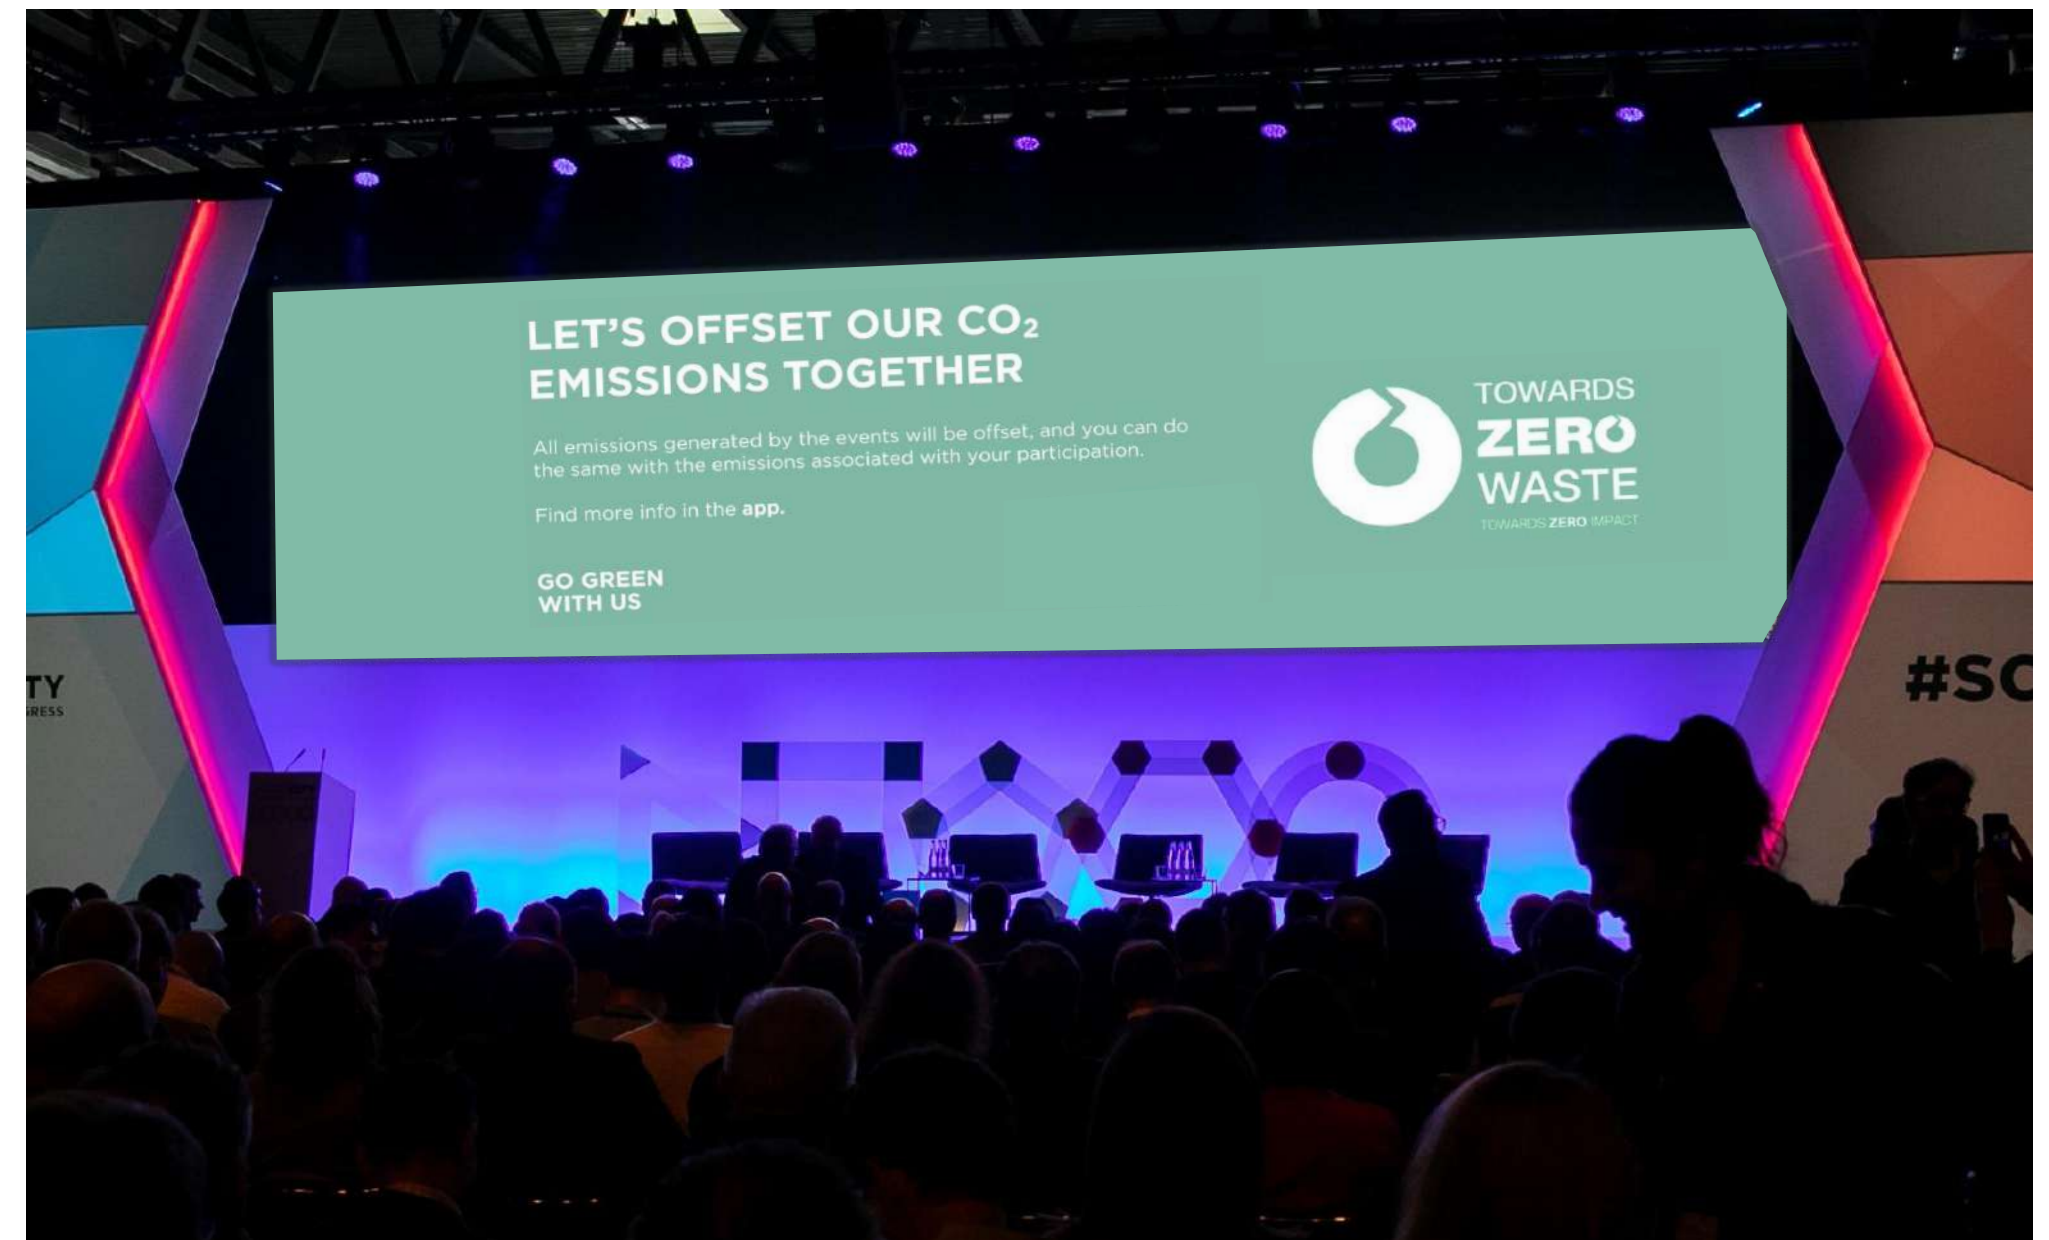 LET'S OFFSET OUR CO₂
EMISSIONS TOGETHER
All emissions generated by the events will be offset, and you can do
the same with the emissions associated with your participation.
Find more info in the app.
GO GREEN
WITH US
TOWARDS
ZERO
WASTE
TOWARDS ZERO IMPACT
TY
GRESS
#SC